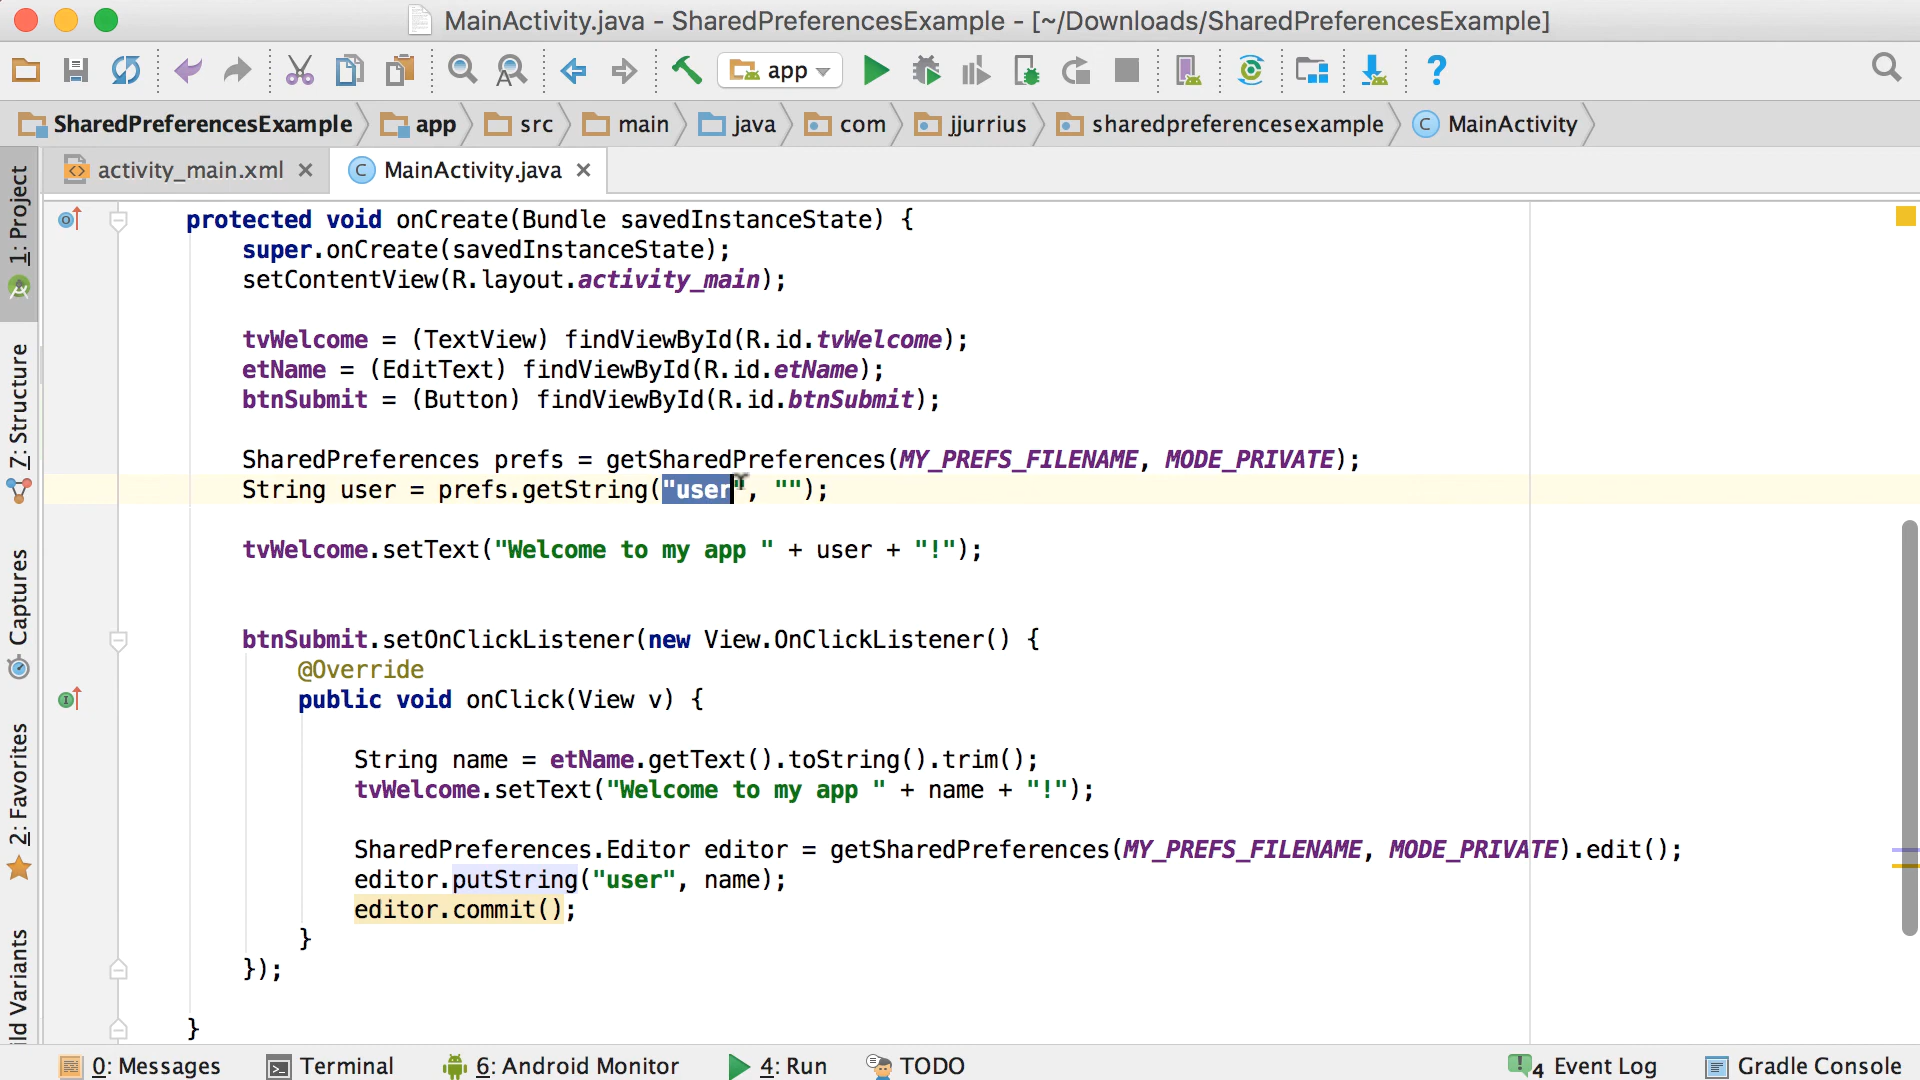 MainActivity.java - SharedPreferencesExample - [~/Downloads/SharedPreferencesExample]
app
SharedPreferencesExample app src main java com jjurrius sharedpreferencesexample MainActivity
activity_main.xml MainActivity.java
1: Project
7: Structure
Captures
2: Favorites
ild Variants
protected void onCreate(Bundle savedInstanceState) {
super.onCreate(savedInstanceState);
setContentView(R.layout.activity_main);
tvWelcome = (TextView) findViewById(R.id.tvWelcome);
etName = (EditText) findViewById(R.id.etName);
btnSubmit = (Button) findViewById(R.id.btnSubmit);
SharedPreferences prefs = getSharedPreferences(MY_PREFS_FILENAME, MODE_PRIVATE);
String user = prefs.getString("user", "");
tvWelcome.setText("Welcome to my app " + user + "!");
btnSubmit.setOnClickListener(new View.OnClickListener() {
@Override
public void onClick(View v) {
String name = etName.getText().toString().trim();
tvWelcome.setText("Welcome to my app " + name + "!");
SharedPreferences.Editor editor = getSharedPreferences(MY_PREFS_FILENAME, MODE_PRIVATE).edit();
editor.putString("user", name);
editor.commit();
}
});
}
0: Messages Terminal 6: Android Monitor 4: Run TODO 4 Event Log Gradle Console